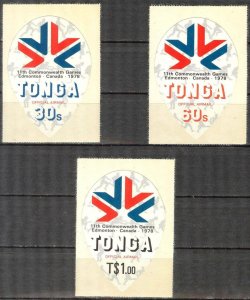 11th Commonwealth Games
Edmonton · Canada · 1978
TONGA
OFFICIAL AIRMAIL
30s
11th Commonwealth Games
Edmonton · Canada · 1978
TONGA
OFFICIAL AIRMAIL
60s
11th Commonwealth Games
Edmonton · Canada · 1978
TONGA
OFFICIAL AIRMAIL
T$1.00